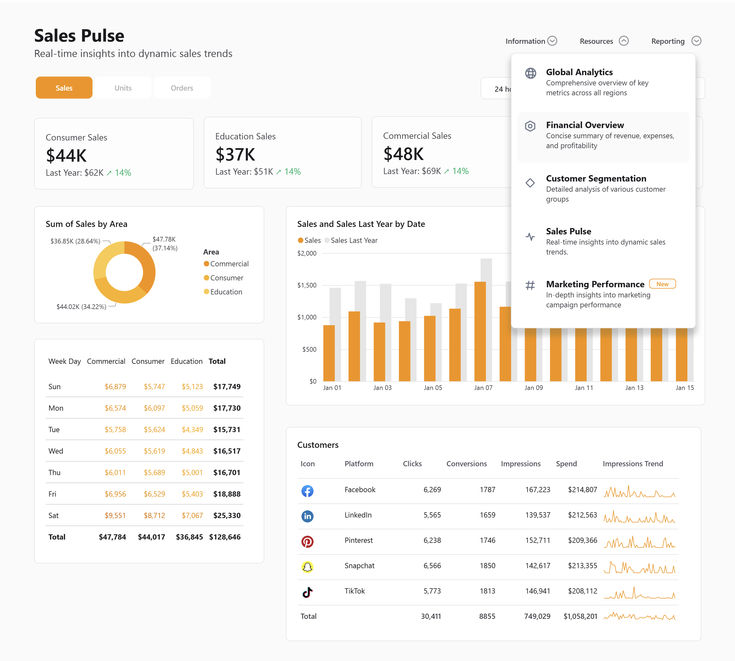 Sales Pulse
Real-time insights into dynamic sales trends
Information
Resources
Reporting
Sales
Units
Orders
24 h
Global Analytics
Comprehensive overview of key
metrics across all regions
Financial Overview
Concise summary of revenue, expenses,
and profitability
Customer Segmentation
Detailed analysis of various customer
groups
Sales Pulse
Real-time insights into dynamic sales
trends.
Marketing Performance New
In-depth insights into marketing
campaign performance
Consumer Sales
$44K
Last Year: $62K ↗ 14%
Education Sales
$37K
Last Year: $51K ↗ 14%
Commercial Sales
$48K
Last Year: $69K ↗ 14%
Sum of Sales by Area
$36.85K (28.64%)
$47.78K
(37.14%)
$44.02K (34.22%)
Area
Commercial
Consumer
Education
Sales and Sales Last Year by Date
Sales Sales Last Year
$2,000
$1,500
$1,000
$500
$0
Jan 01 Jan 03 Jan 05 Jan 07 Jan 09 Jan 11 Jan 13 Jan 15
Week Day Commercial Consumer Education Total
Sun $6,879 $5,747 $5,123 $17,749
Mon $6,574 $6,097 $5,059 $17,730
Tue $5,758 $5,624 $4,349 $15,731
Wed $6,055 $5,619 $4,843 $16,517
Thu $6,011 $5,689 $5,001 $16,701
Fri $6,956 $6,529 $5,403 $18,888
Sat $9,551 $8,712 $7,067 $25,330
Total $47,784 $44,017 $36,845 $128,646
Customers
Icon Platform Clicks Conversions Impressions Spend Impressions Trend
Facebook 6,269 1787 167,223 $214,807
in LinkedIn 5,565 1659 139,537 $212,563
Pinterest 6,238 1746 152,711 $209,366
Snapchat 6,566 1850 142,617 $213,355
TikTok 5,773 1813 146,941 $208,112
Total 30,411 8855 749,029 $1,058,201